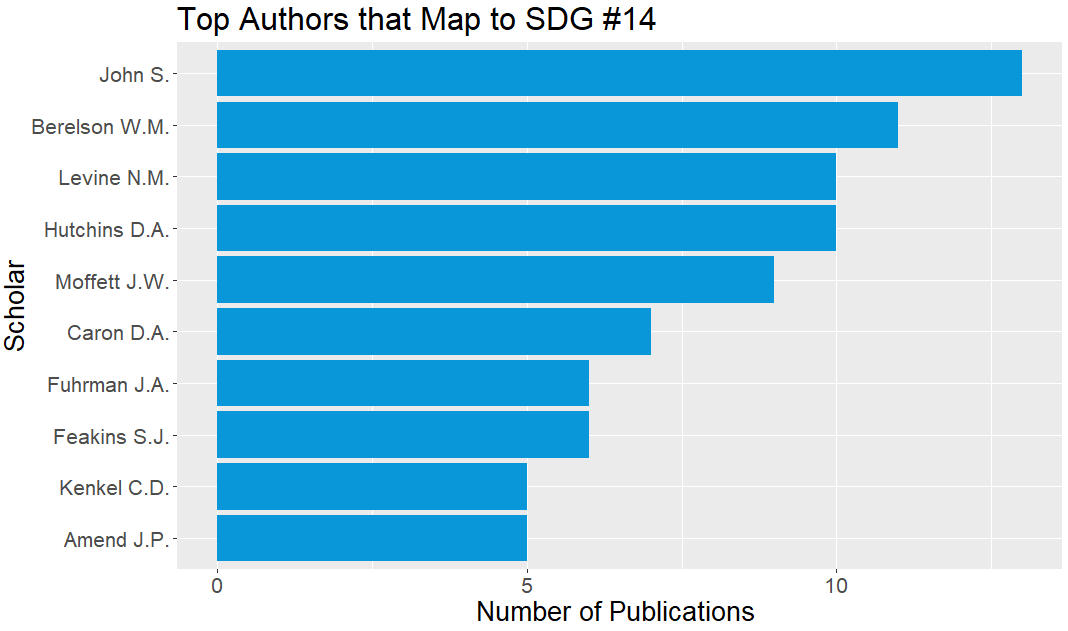 Top Authors that Map to SDG #14
Scholar
John S.
Berelson W.M.
Levine N.M.
Hutchins D.A.
Moffett J.W.
Caron D.A.
Fuhrman J.A.
Feakins S.J.
Kenkel C.D.
Amend J.P.
0 5 10
Number of Publications